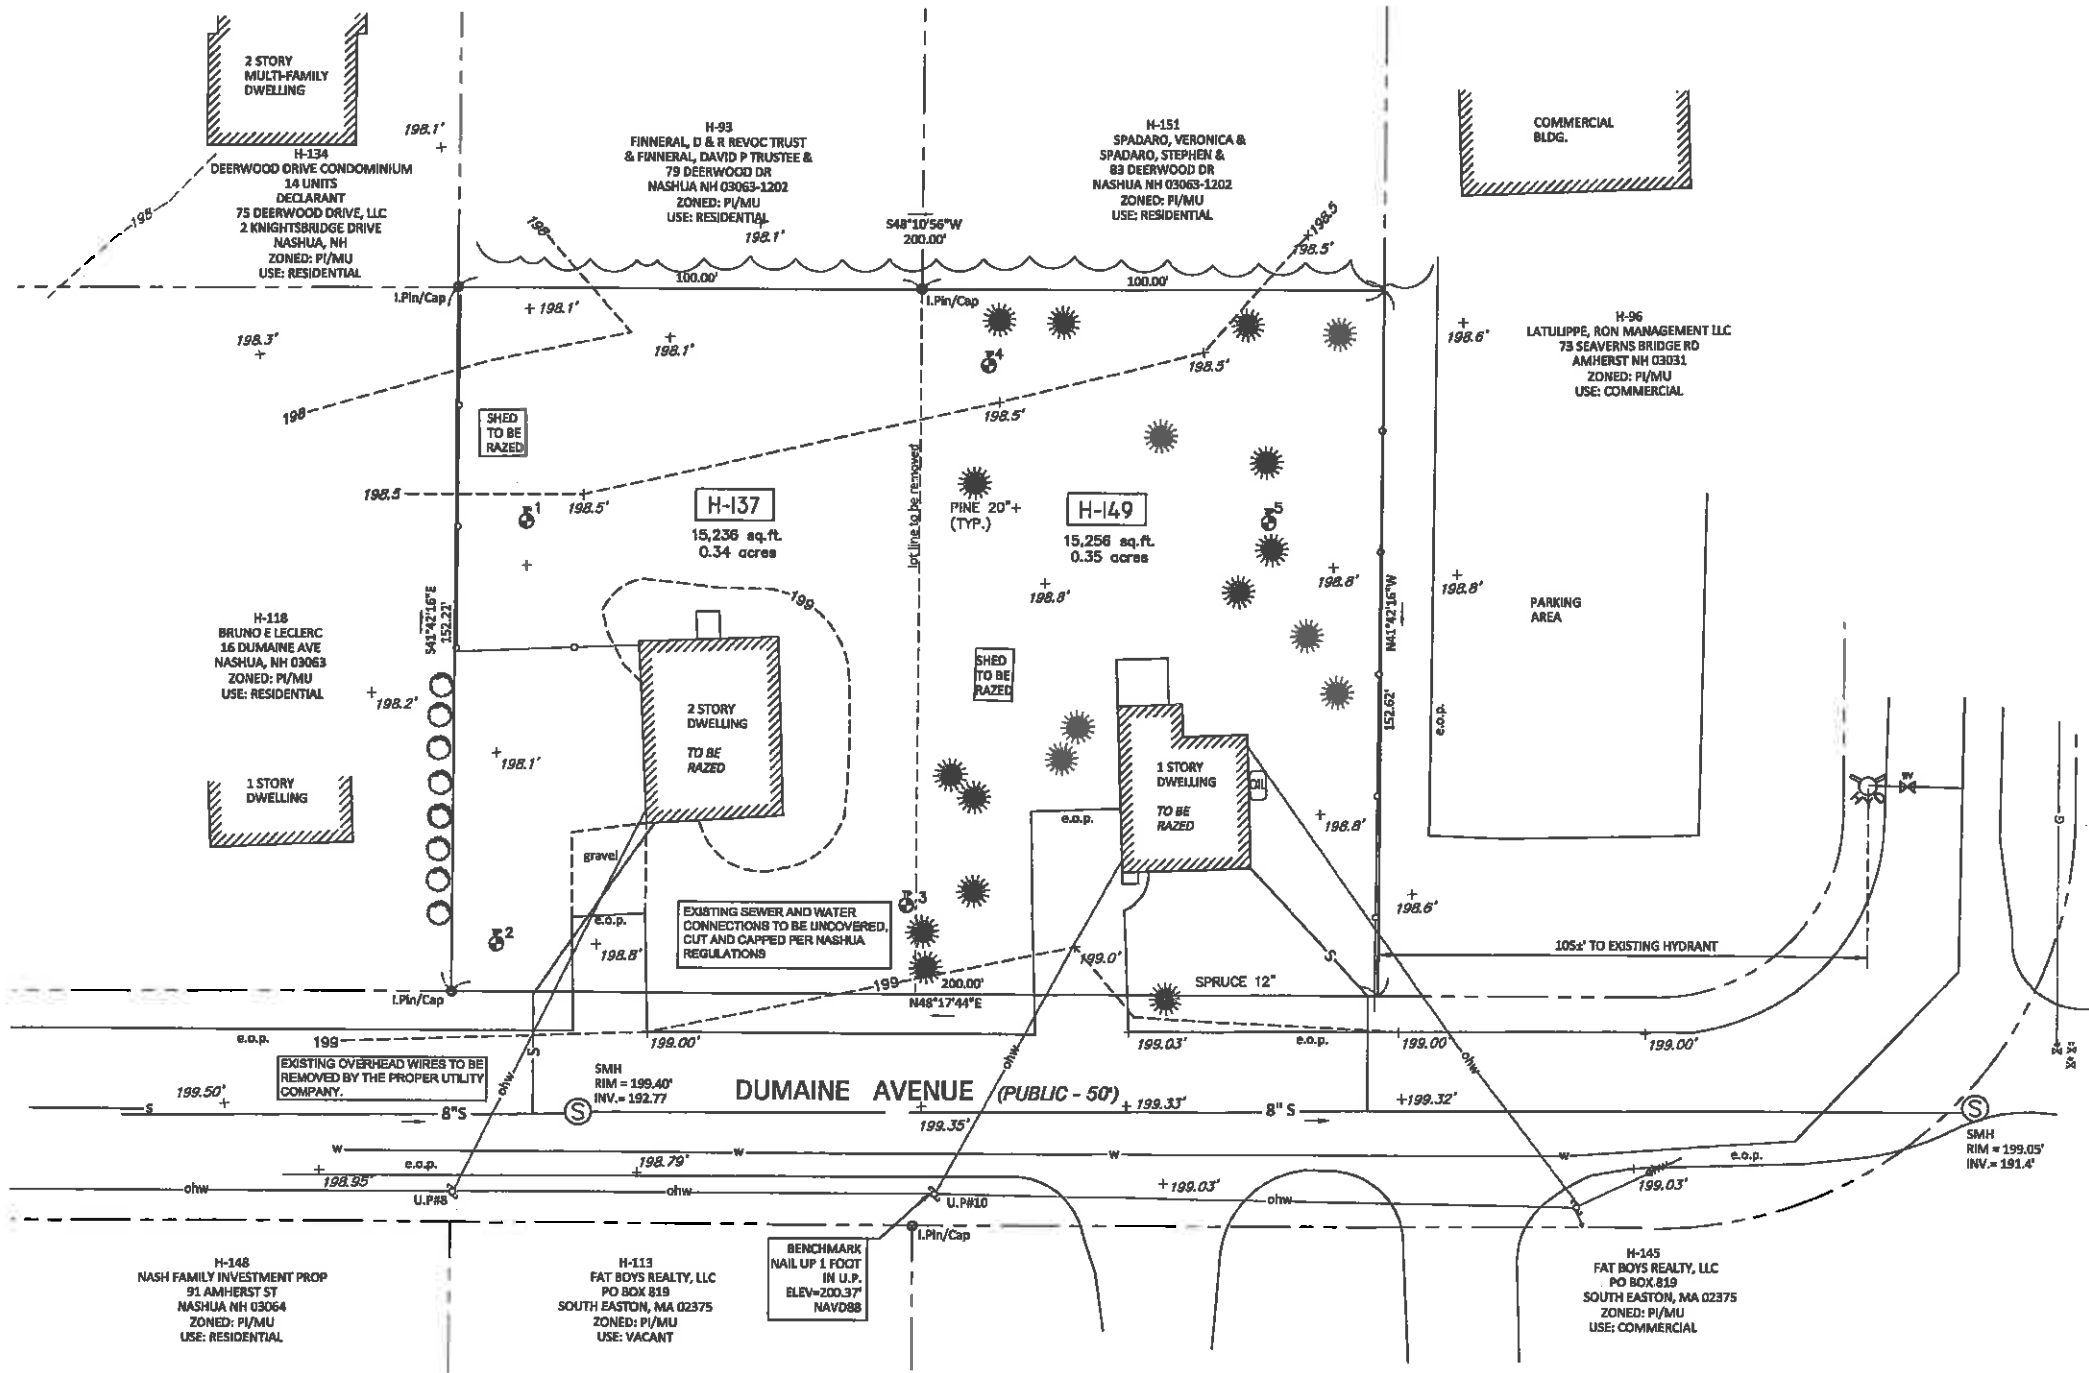 2 STORY
MULTI-FAMILY
DWELLING
198.1'
H-134
DEERWOOD DRIVE CONDOMINIUM
14 UNITS
DECLARANT
75 DEERWOOD DRIVE, LLC
2 KNIGHTSBRIDGE DRIVE
NASHUA, NH
ZONED: PI/MU
USE: RESIDENTIAL
198
H-93
FINNERAL, D & R REVOC TRUST
& FINNERAL, DAVID P TRUSTEE &
79 DEERWOOD DR
NASHUA NH 03063-1202
ZONED: PI/MU
USE: RESIDENTIAL
198.1'
198
H-151
SPADARO, VERONICA &
SPADARO, STEPHEN &
83 DEERWOOD DR
NASHUA NH 03063-1202
ZONED: PI/MU
USE: RESIDENTIAL
COMMERCIAL
BLDG.
S48°10'56"W
200.00'
198.5
198.5'
100.00'
100.00'
I.Pin/Cap
I.Pin/Cap
198.1'
198.3'
198.1'
198.5'
198.6'
H-96
LATULIPPE, RON MANAGEMENT LLC
73 SEAVERNS BRIDGE RD
AMHERST NH 03031
ZONED: PI/MU
USE: COMMERCIAL
4
198
198.5'
SHED
TO BE
RAZED
198.5
198.5'
1
H-137
15,236 sq.ft.
0.34 acres
lot line to be removed
PINE 20"+
(TYP.)
H-149
15,256 sq.ft.
0.35 acres
5
198.8'
198.8'
198.8'
PARKING
AREA
S41°42'16"E
152.22'
N41°42'16"W
152.62'
199
H-118
BRUNO E LECLERC
16 DUMAINE AVE
NASHUA, NH 03063
ZONED: PI/MU
USE: RESIDENTIAL
198.2'
198.1'
2 STORY
DWELLING
TO BE
RAZED
SHED
TO BE
RAZED
1 STORY
DWELLING
TO BE
RAZED
OIL
e.o.p.
1 STORY
DWELLING
e.o.p.
198.8'
gravel
e.o.p.
2
198.8'
EXISTING SEWER AND WATER
CONNECTIONS TO BE UNCOVERED,
CUT AND CAPPED PER NASHUA
REGULATIONS
3
198.6'
105±' TO EXISTING HYDRANT
G
S
199.0'
SPRUCE 12"
199
200.00'
N48°17'44"E
I.Pin/Cap
e.o.p.
199
199.00'
199.03'
e.o.p.
199.00'
199.00'
S
ohw
ohw
ohw
EXISTING OVERHEAD WIRES TO BE
REMOVED BY THE PROPER UTILITY
COMPANY.
SMH
RIM = 199.40'
INV.= 192.77
DUMAINE AVENUE (PUBLIC - 50')
199.50'
S
8"S
S
199.35'
199.33'
8" S
199.32'
S
SMH
RIM = 199.05'
INV.= 191.4'
w
w
w
w
e.o.p.
e.o.p.
198.95'
198.79'
199.03'
199.03'
ohw
ohw
ohw
ohw
U.P#8
U.P#10
I.Pin/Cap
BENCHMARK
NAIL UP 1 FOOT
IN U.P.
ELEV=200.37'
NAVD88
H-148
NASH FAMILY INVESTMENT PROP
91 AMHERST ST
NASHUA NH 03064
ZONED: PI/MU
USE: RESIDENTIAL
H-113
FAT BOYS REALTY, LLC
PO BOX 819
SOUTH EASTON, MA 02375
ZONED: PI/MU
USE: VACANT
H-145
FAT BOYS REALTY, LLC
PO BOX 819
SOUTH EASTON, MA 02375
ZONED: PI/MU
USE: COMMERCIAL